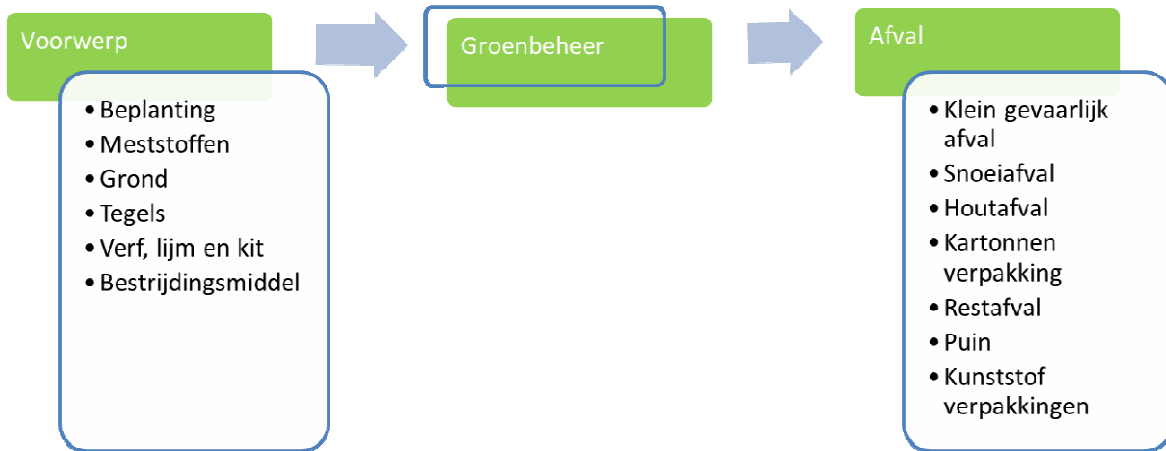 Voorwerp
• Beplanting
• Meststoffen
• Grond
• Tegels
• Verf, lijm en kit
• Bestrijdingsmiddel
Groenbeheer
Afval
• Klein gevaarlijk
afval
• Snoeiafval
• Houtafval
• Kartonnen
verpakking
• Restafval
• Puin
• Kunststof
verpakkingen